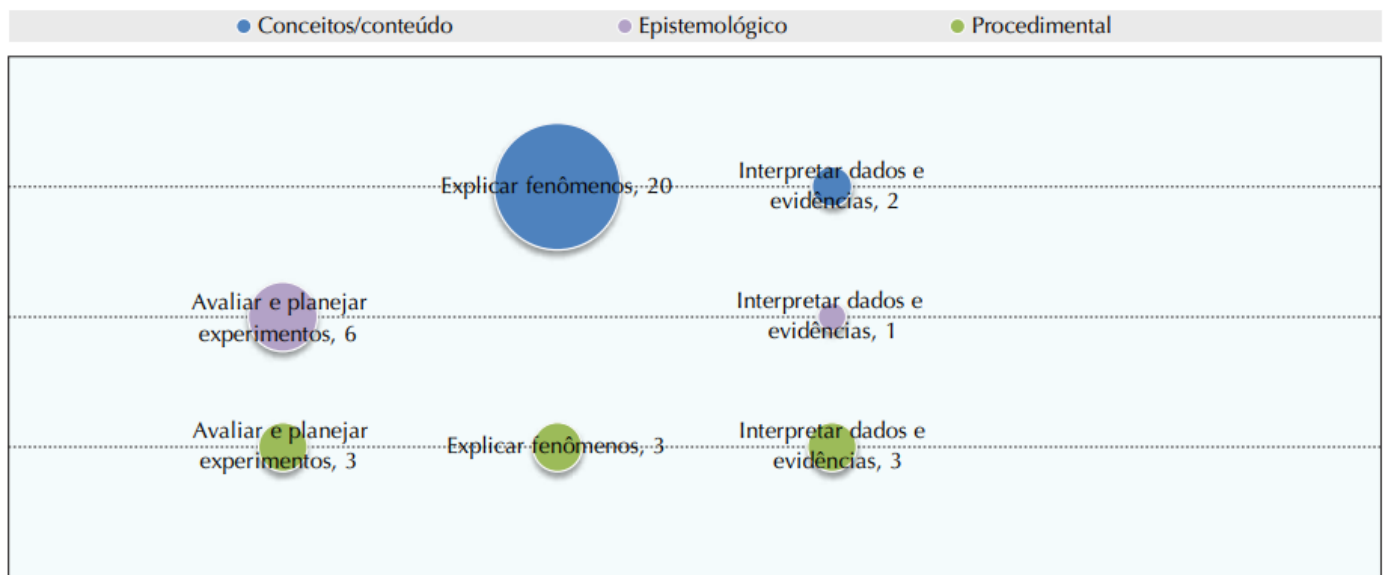 Conceitos/conteúdo Epistemológico Procedimental
Explicar fenômenos, 20
Interpretar dados e
evidências, 2
Avaliar e planejar
experimentos, 6
Interpretar dados e
evidências, 1
Avaliar e planejar
experimentos, 3
Explicar fenômenos, 3
Interpretar dados e
evidências, 3